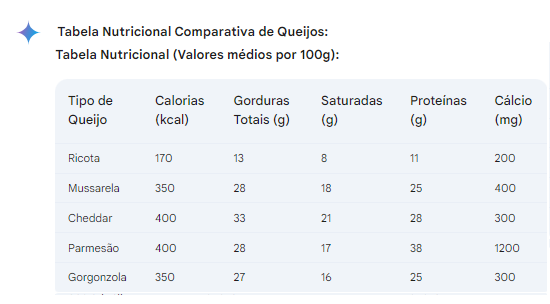 Tabela Nutricional Comparativa de Queijos:
Tabela Nutricional (Valores médios por 100g):
Tipo de Queijo Calorias (kcal) Gorduras Totais (g) Saturadas (g) Proteínas (g) Cálcio (mg)
Ricota 170 13 8 11 200
Mussarela 350 28 18 25 400
Cheddar 400 33 21 28 300
Parmesão 400 28 17 38 1200
Gorgonzola 350 27 16 25 300